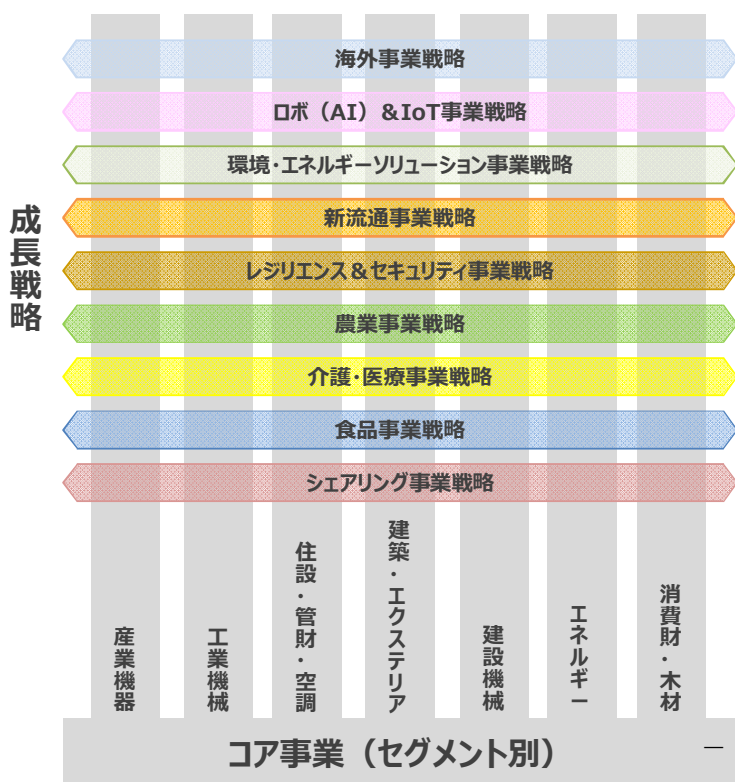 成長戦略
海外事業戦略
ロボ（AI）＆IoT事業戦略
環境・エネルギーソリューション事業戦略
新流通事業戦略
レジリエンス＆セキュリティ事業戦略
農業事業戦略
介護・医療事業戦略
食品事業戦略
シェアリング事業戦略
産業機器
工業機械
住設・管財・空調
建築・エクステリア
建設機械
エネルギー
消費財・木材
コア事業（セグメント別）